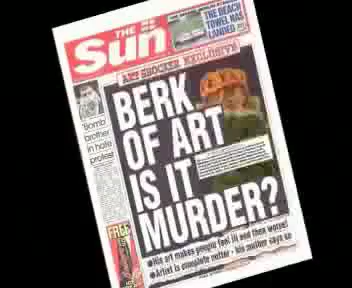 THE
Sun
THE BEACH
TOWEL HAS
LANDED
ART SHOCKER EXCLUSIVE
BERK
OF ART
IS IT
MURDER?
'Bomb'
brother
in hate
protest
FREE
●His art makes people feel ill and then worse!
●Artist is complete nutter - his mother says so